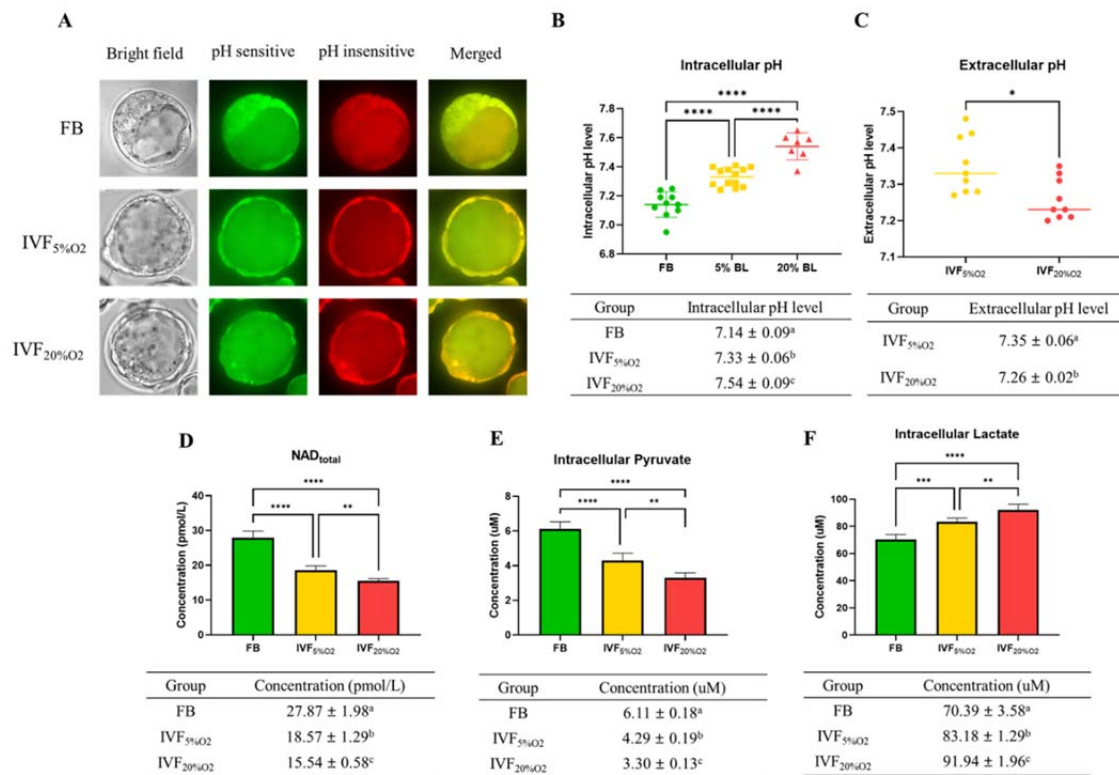 A
Bright field pH sensitive pH insensitive Merged
FB
IVF5%O2
IVF20%O2
B
Intracellular pH
**** 
**** ****
Intracellular pH level
7.8
7.6
7.4
7.2
7.0
6.8
FB 5% BL 20% BL
Group Intracellular pH level
FB 7.14 ± 0.09a
IVF5%O2 7.33 ± 0.06b
IVF20%O2 7.54 ± 0.09c
C
Extracellular pH
*
Extracellular pH level
7.5
7.4
7.3
7.2
7.1
IVF5%O2 IVF20%O2
Group Extracellular pH level
IVF5%O2 7.35 ± 0.06a
IVF20%O2 7.26 ± 0.02b
D
NADtotal
****
**** **
Concentration (pmol/L)
40
30
20
10
0
FB IVF5%O2 IVF20%O2
Group Concentration (pmol/L)
FB 27.87 ± 1.98a
IVF5%O2 18.57 ± 1.29b
IVF20%O2 15.54 ± 0.58c
E
Intracellular Pyruvate
****
**** **
Concentration (uM)
8
6
4
2
0
FB IVF5%O2 IVF20%O2
Group Concentration (uM)
FB 6.11 ± 0.18a
IVF5%O2 4.29 ± 0.19b
IVF20%O2 3.30 ± 0.13c
F
Intracellular Lactate
****
*** **
Concentration (uM)
100
80
60
40
20
0
FB IVF5%O2 IVF20%O2
Group Concentration (uM)
FB 70.39 ± 3.58a
IVF5%O2 83.18 ± 1.29b
IVF20%O2 91.94 ± 1.96c